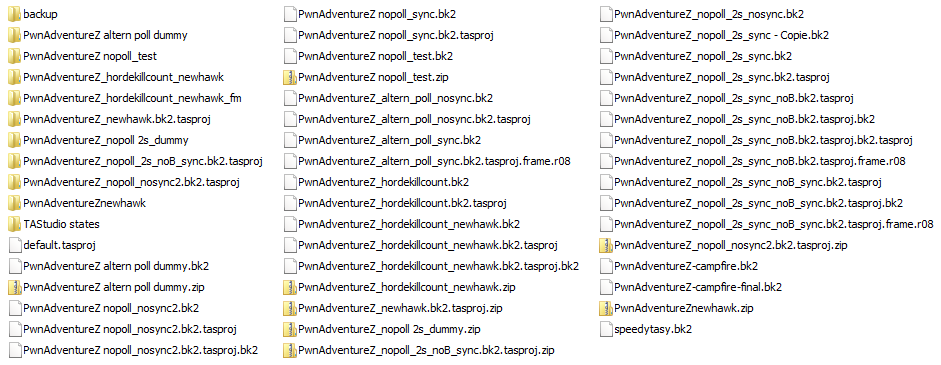 backup
PwnAdventureZ altern poll dummy
PwnAdventureZ nopoll_test
PwnAdventureZ_hordekillcount_newhawk
PwnAdventureZ_hordekillcount_newhawk_fm
PwnAdventureZ_newhawk.bk2.tasproj
PwnAdventureZ_nopoll 2s_dummy
PwnAdventureZ_nopoll_2s_noB_sync.bk2.tasproj
PwnAdventureZ_nopoll_nosync2.bk2.tasproj
PwnAdventureZnewhawk
TAStudio states
default.tasproj
PwnAdventureZ altern poll dummy.bk2
PwnAdventureZ altern poll dummy.zip
PwnAdventureZ nopoll_nosync2.bk2
PwnAdventureZ nopoll_nosync2.bk2.tasproj
PwnAdventureZ nopoll_nosync2.bk2.tasproj.bk2
PwnAdventureZ nopoll_sync.bk2
PwnAdventureZ nopoll_sync.bk2.tasproj
PwnAdventureZ nopoll_test.bk2
PwnAdventureZ nopoll_test.zip
PwnAdventureZ_altern_poll_nosync.bk2
PwnAdventureZ_altern_poll_nosync.bk2.tasproj
PwnAdventureZ_altern_poll_sync.bk2
PwnAdventureZ_altern_poll_sync.bk2.tasproj.frame.r08
PwnAdventureZ_hordekillcount.bk2
PwnAdventureZ_hordekillcount.bk2.tasproj
PwnAdventureZ_hordekillcount_newhawk.bk2
PwnAdventureZ_hordekillcount_newhawk.bk2.tasproj
PwnAdventureZ_hordekillcount_newhawk.bk2.tasproj.bk2
PwnAdventureZ_hordekillcount_newhawk.zip
PwnAdventureZ_newhawk.bk2.tasproj.zip
PwnAdventureZ_nopoll 2s_dummy.zip
PwnAdventureZ_nopoll_2s_noB_sync.bk2.tasproj.zip
PwnAdventureZ_nopoll_2s_nosync.bk2
PwnAdventureZ_nopoll_2s_sync - Copie.bk2
PwnAdventureZ_nopoll_2s_sync.bk2
PwnAdventureZ_nopoll_2s_sync.bk2.tasproj
PwnAdventureZ_nopoll_2s_sync_noB.bk2.tasproj
PwnAdventureZ_nopoll_2s_sync_noB.bk2.tasproj.bk2
PwnAdventureZ_nopoll_2s_sync_noB.bk2.tasproj.bk2.tasproj
PwnAdventureZ_nopoll_2s_sync_noB.bk2.tasproj.frame.r08
PwnAdventureZ_nopoll_2s_sync_noB_sync.bk2.tasproj
PwnAdventureZ_nopoll_2s_sync_noB_sync.bk2.tasproj.bk2
PwnAdventureZ_nopoll_2s_sync_noB_sync.bk2.tasproj.frame.r08
PwnAdventureZ_nopoll_nosync2.bk2.tasproj.zip
PwnAdventureZ-campfire.bk2
PwnAdventureZ-campfire-final.bk2
PwnAdventureZnewhawk.zip
speedytasy.bk2